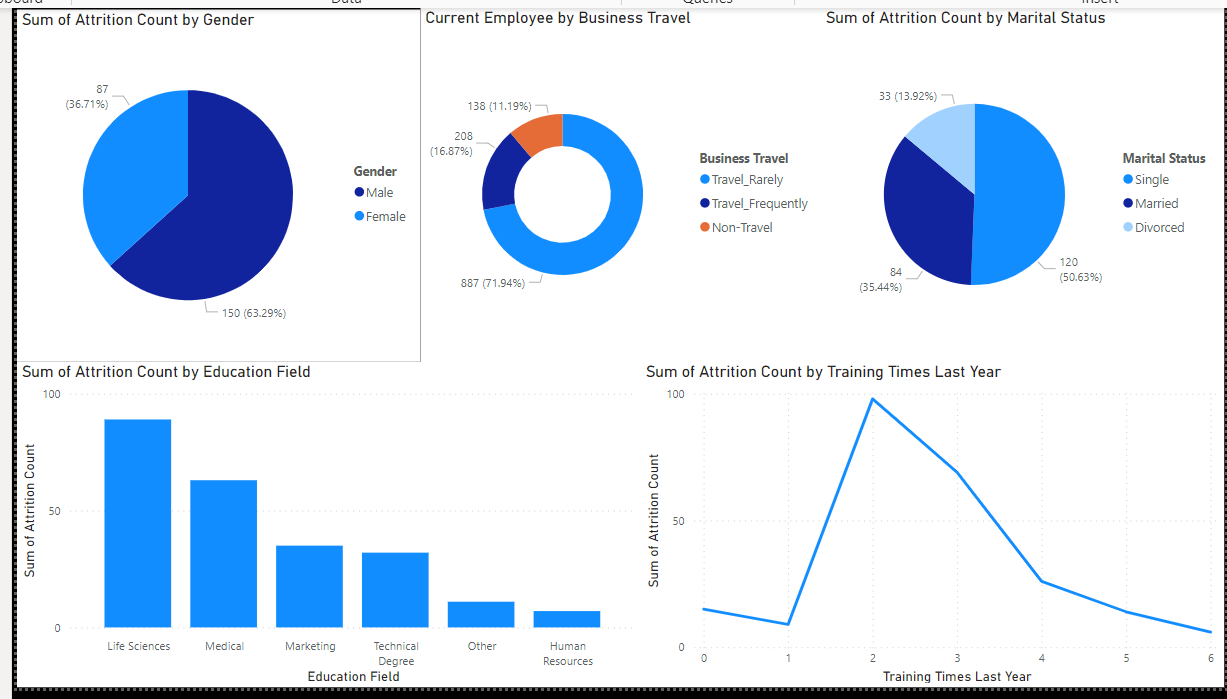 Data
Queries
Insert
Sum of Attrition Count by Gender
87
(36.71%)
150 (63.29%)
Gender
Male
Female
Current Employee by Business Travel
138 (11.19%)
208
(16.87%)
887 (71.94%)
Business Travel
Travel_Rarely
Travel_Frequently
Non-Travel
Sum of Attrition Count by Marital Status
33 (13.92%)
84
(35.44%)
120
(50.63%)
Marital Status
Single
Married
Divorced
Sum of Attrition Count by Education Field
Sum of Attrition Count
100
50
0
Life Sciences
Medical
Marketing
Technical
Degree
Other
Human
Resources
Education Field
Sum of Attrition Count by Training Times Last Year
Sum of Attrition Count
100
50
0
0 1 2 3 4 5 6
Training Times Last Year